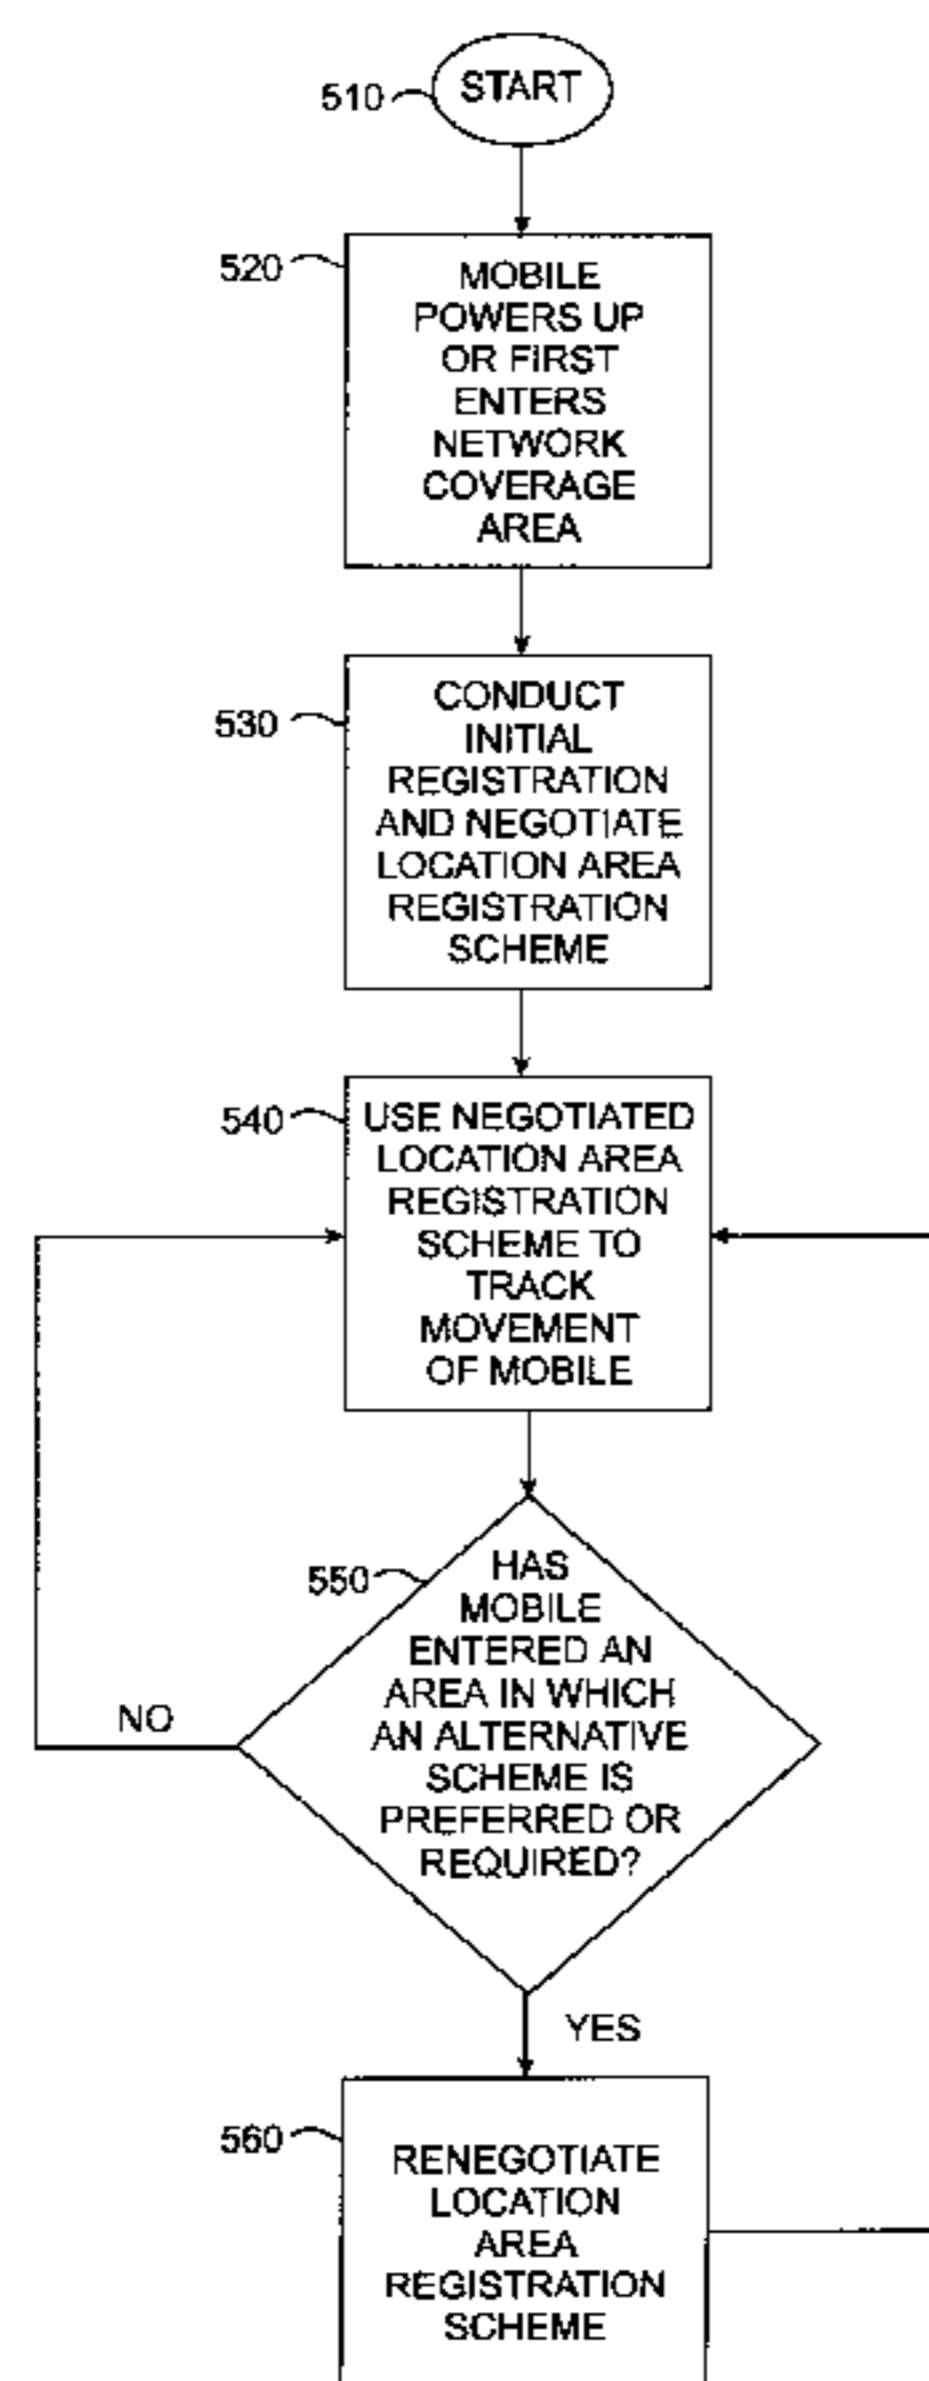 START
510
520
MOBILE
POWERS UP
OR FIRST
ENTERS
NETWORK
COVERAGE
AREA
530
CONDUCT
INITIAL
REGISTRATION
AND NEGOTIATE
LOCATION AREA
REGISTRATION
SCHEME
540
USE NEGOTIATED
LOCATION AREA
REGISTRATION
SCHEME TO
TRACK
MOVEMENT
OF MOBILE
550
HAS
MOBILE
ENTERED AN
AREA IN WHICH
AN ALTERNATIVE
SCHEME IS
PREFERRED OR
REQUIRED?
NO
YES
560
RENEGOTIATE
LOCATION
AREA
REGISTRATION
SCHEME